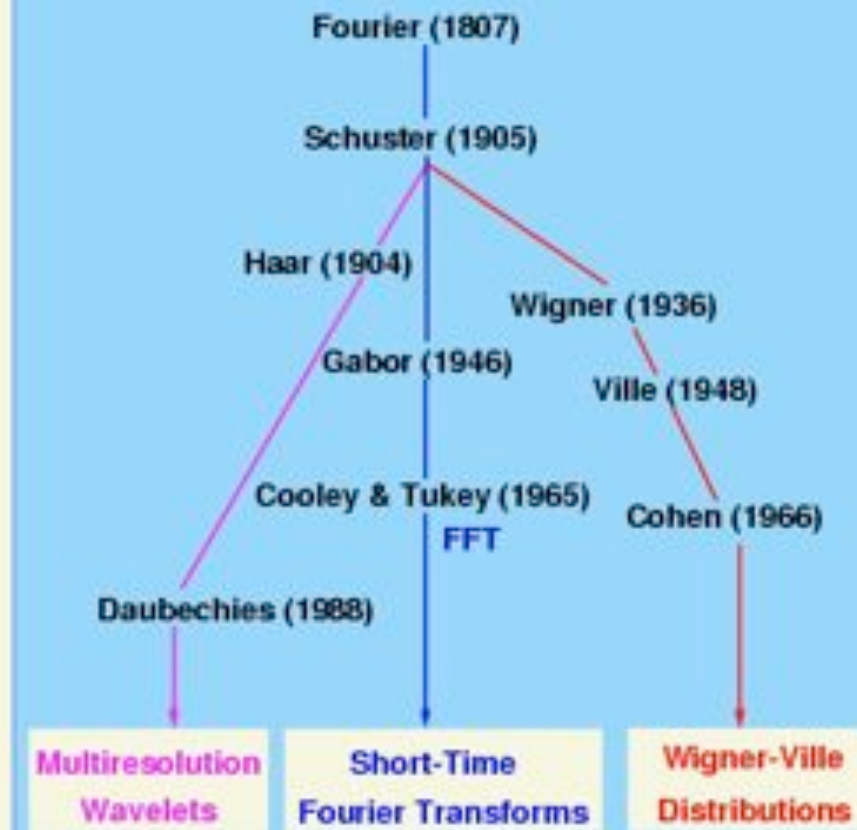 Fourier (1807)
Schuster (1905)
Haar (1904)
Wigner (1936)
Gabor (1946)
Ville (1948)
Cooley & Tukey (1965)
Cohen (1966)
FFT
Daubechies (1988)
Multiresolution
Wavelets
Short-Time
Fourier Transforms
Wigner-Ville
Distributions